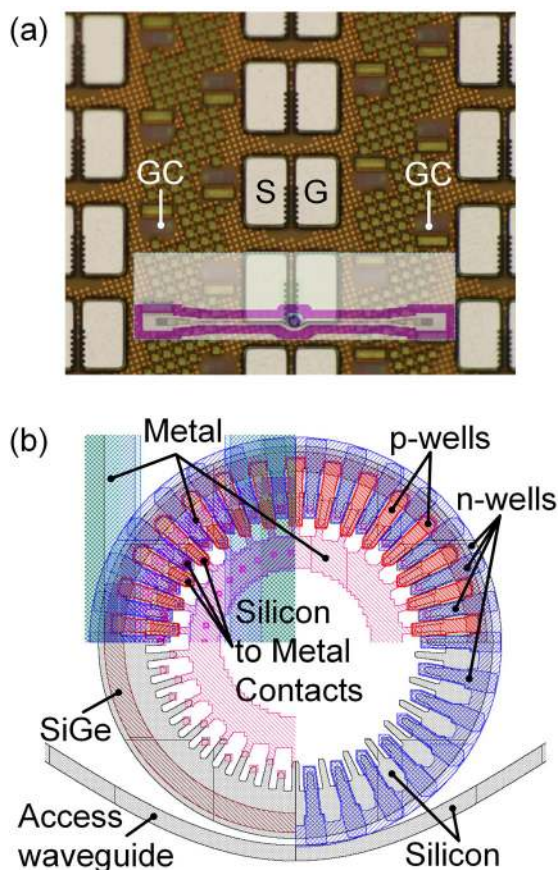 (a)
GC
S G
GC
(b)
Metal
p-wells
n-wells
Silicon
to Metal
Contacts
SiGe
Access
waveguide
Silicon